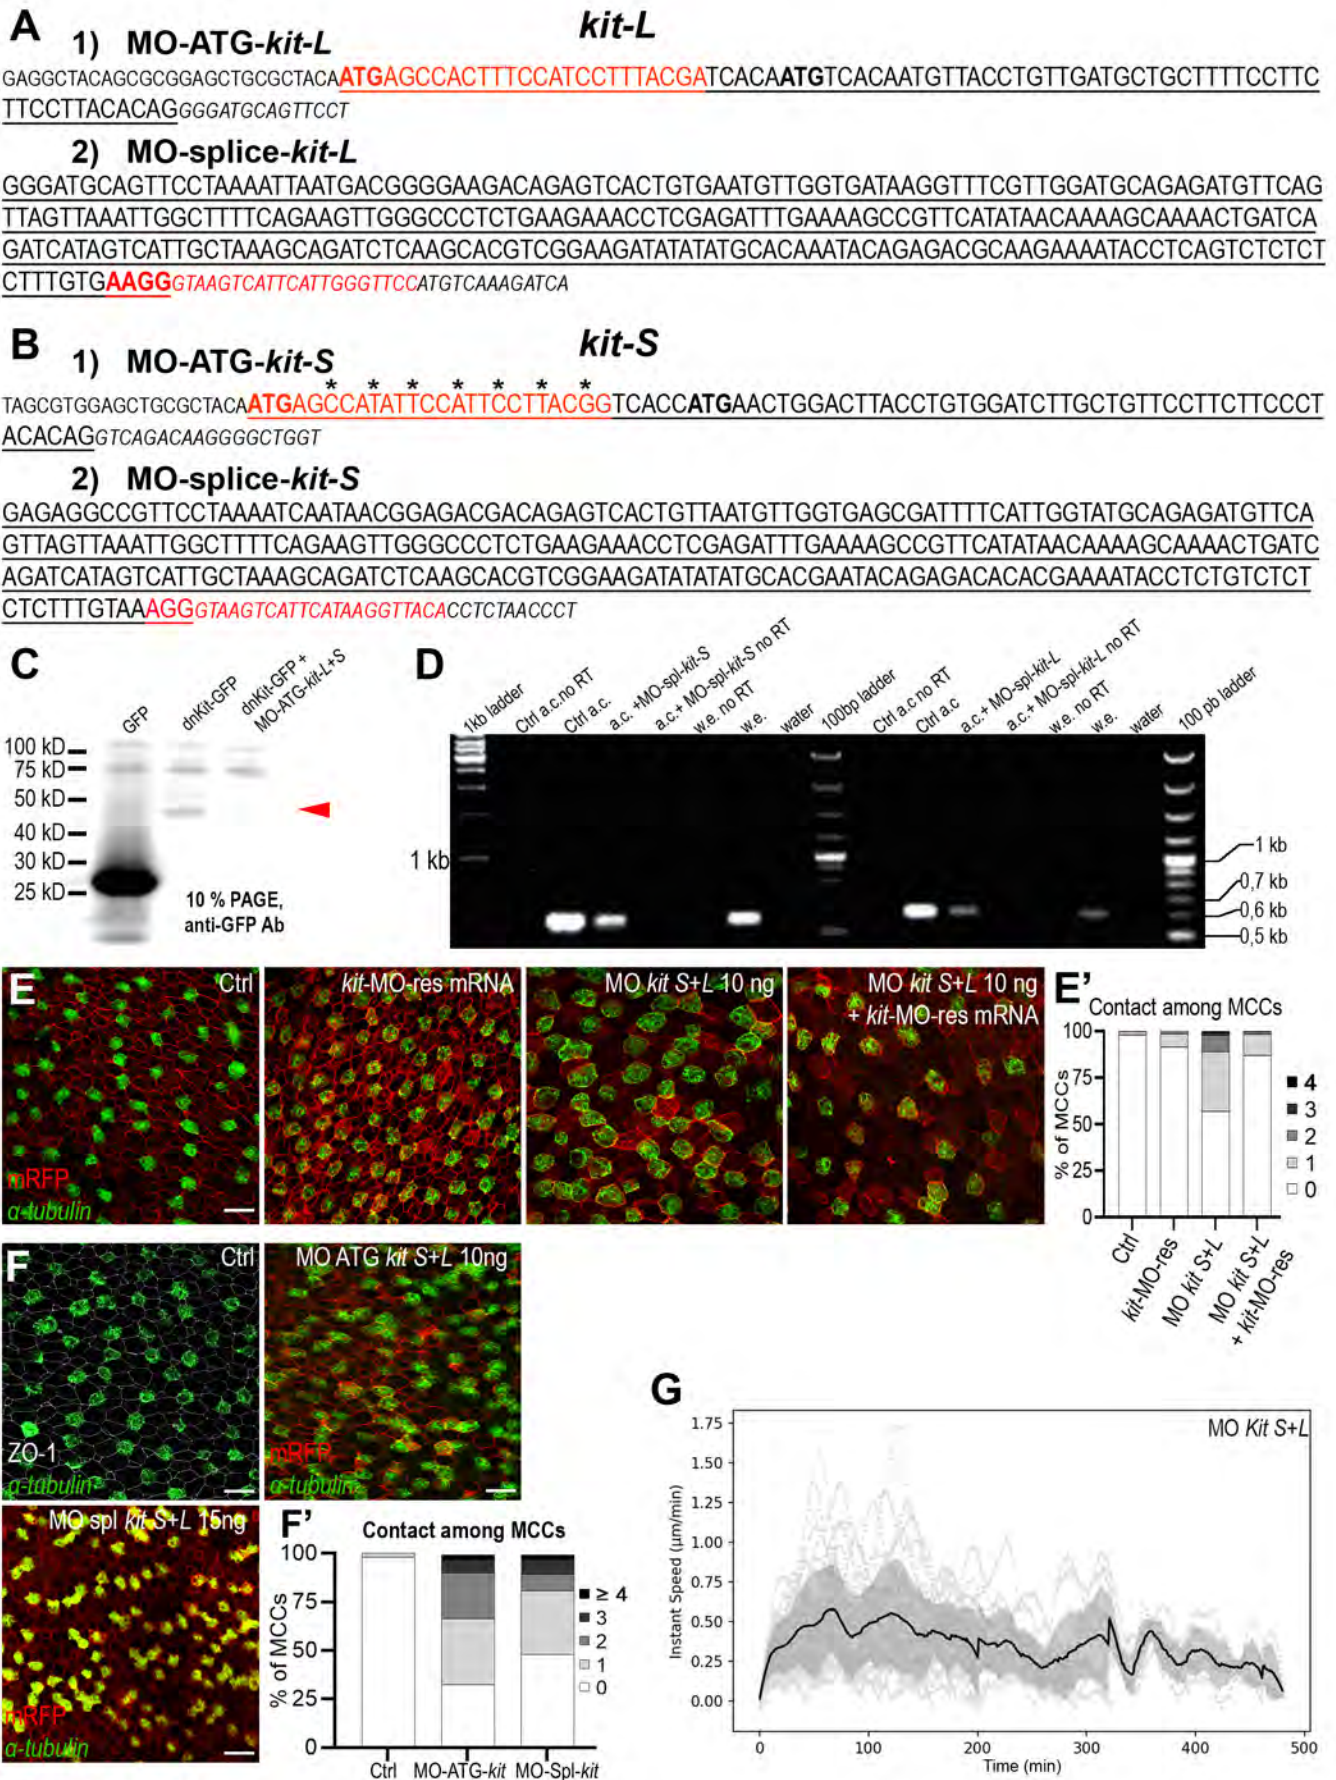 A
kit-L
1) MO-ATG-kit-L
GAGGCTACAGCGCGGAGCTGCGCTACAATGAGCCACTTTCCATCCTTTACGATCACAATGTCACAATGTTACCTGTTGATGCTGCTTTTCCTTC
TTCCTTACACAGGGGATGCAGTTCCT
2) MO-splice-kit-L
GGGATGCAGTTCCTAAAATTAATGACGGGGAAGACAGAGTCACTGTGAATGTTGGTGATAAGGTTTCGTTGGATGCAGAGATGTTCAG
TTAGTTAAATTGGCTTTTCAGAAGTTGGGCCCTCTGAAGAAACCTCGAGATTTGAAAAGCCGTTCATATAACAAAAGCAAAACTGATCA
GATCATAGTCATTGCTAAAGCAGATCTCAAGCACGTCGGAAGATATATATGCACAAATACAGAGACGCAAGAAAATACCTCAGTCTCTCT
CTTTGTGAAGGGTAAGTCATTCATTGGGTTCCATGTCAAAGATCA
B
kit-S
1) MO-ATG-kit-S
* * * * * * *
TAGCGTGGAGCTGCGCTACAATGAGCCATATTCCATTCCTTACGGTCACCATGAACTGGACTTACCTGTGGATCTTGCTGTTCCTTCTTCCCT
ACACAGGTCAGACAAGGGGGCTGGT
2) MO-splice-kit-S
GAGAGGCCGTTCCTAAAATCAATAACGGAGACGACAGAGTCACTGTTAATGTTGGTGAGCGATTTTCATTGGTATGCAGAGATGTTCA
GTTAGTTAAATTGGCTTTTCAGAAGTTGGGCCCTCTGAAGAAACCTCGAGATTTGAAAAGCCGTTCATATAACAAAAGCAAAACTGATC
AGATCATAGTCATTGCTAAAGCAGATCTCAAGCACGTCGGAAGATATATATGCACGAATACAGAGACACACGAAAATACCTCTGTCTCT
CTCTTTGTAAAGGGTAAGTCATTCATAAGGTTACACCTCTAACCCT
C
GFP
dnKit-GFP
dnKit-GFP +
MO-ATG-kit-L+S
100 kD
75 kD
50 kD
40 kD
30 kD
25 kD
10 % PAGE,
anti-GFP Ab
D
1kb ladder
Ctrl a.c.no RT
Ctrl a.c.
a.c. +MO-spl-kit-S
a.c.+ MO-spl-kit-S no RT
w.e. no RT
w.e.
water
100bp ladder
Ctrl a.c no RT
Ctrl a.c
a.c.+ MO-spl-kit-L
a.c.+ MO-spl-kit-L no RT
w.e. no RT
w.e.
water
100 pb ladder
1 kb
1 kb
0,7 kb
0,6 kb
0,5 kb
E
Ctrl
mRFP
α-tubulin
kit-MO-res mRNA
MO kit S+L 10 ng
MO kit S+L 10 ng
+ kit-MO-res mRNA
E'
Contact among MCCs
% of MCCs
100
75
50
25
0
4
3
2
1
0
Ctrl
kit-MO-res
MO kit S+L
MO kit S+L
+ kit-MO-res
F
Ctrl
ZO-1
α-tubulin
MO ATG kit S+L 10ng
mRFP
α-tubulin
MO spl kit S+L 15ng
mRFP
α-tubulin
F'
Contact among MCCs
% of MCCs
100
75
50
25
0
≥ 4
3
2
1
0
Ctrl
MO-ATG-kit
MO-Spl-kit
G
MO Kit S+L
Instant Speed (µm/min)
1.75
1.50
1.25
1.00
0.75
0.50
0.25
0.00
0
100
200
300
400
500
Time (min)